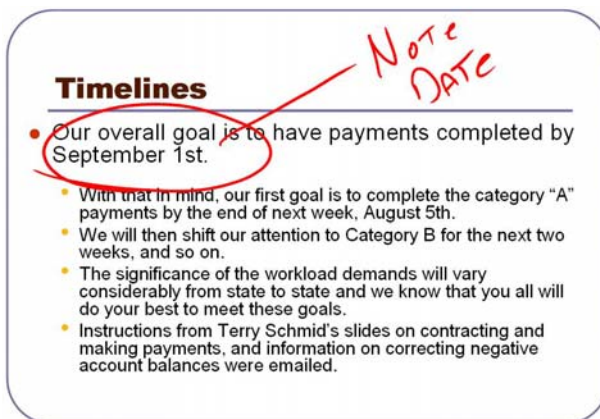 NOTE
DATE
Timelines
Our overall goal is to have payments completed by
September 1st.
With that in mind, our first goal is to complete the category “A”
payments by the end of next week, August 5th.
We will then shift our attention to Category B for the next two
weeks, and so on.
The significance of the workload demands will vary
considerably from state to state and we know that you all will
do your best to meet these goals.
Instructions from Terry Schmid's slides on contracting and
making payments, and information on correcting negative
account balances were emailed.